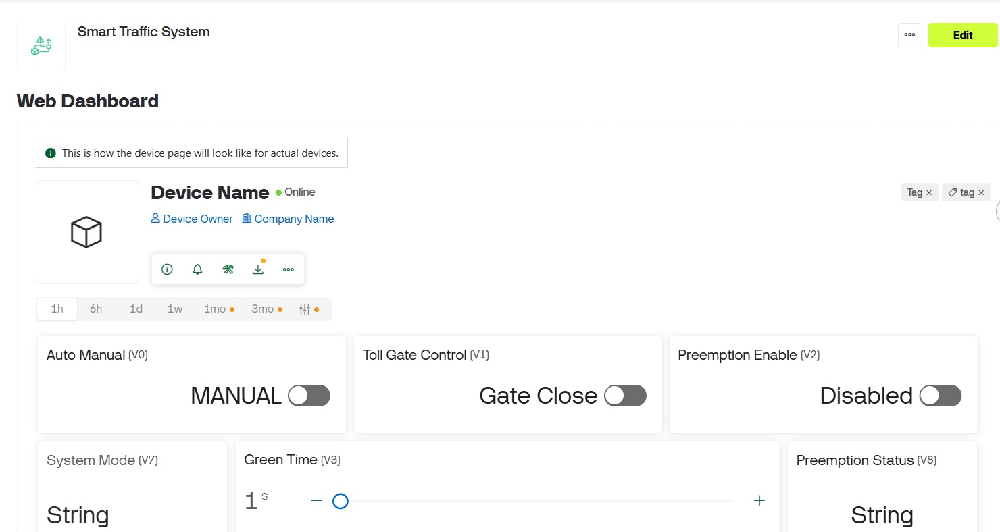 Smart Traffic System
Edit
Web Dashboard
This is how the device page will look like for actual devices.
Device Name Online
Tag × tag ×
Device Owner Company Name
1h 6h 1d 1w 1mo 3mo
Auto Manual (V0)
MANUAL
Toll Gate Control (V1)
Gate Close
Preemption Enable (V2)
Disabled
System Mode (V7)
String
Green Time (V3)
1 s
− +
Preemption Status (V8)
String